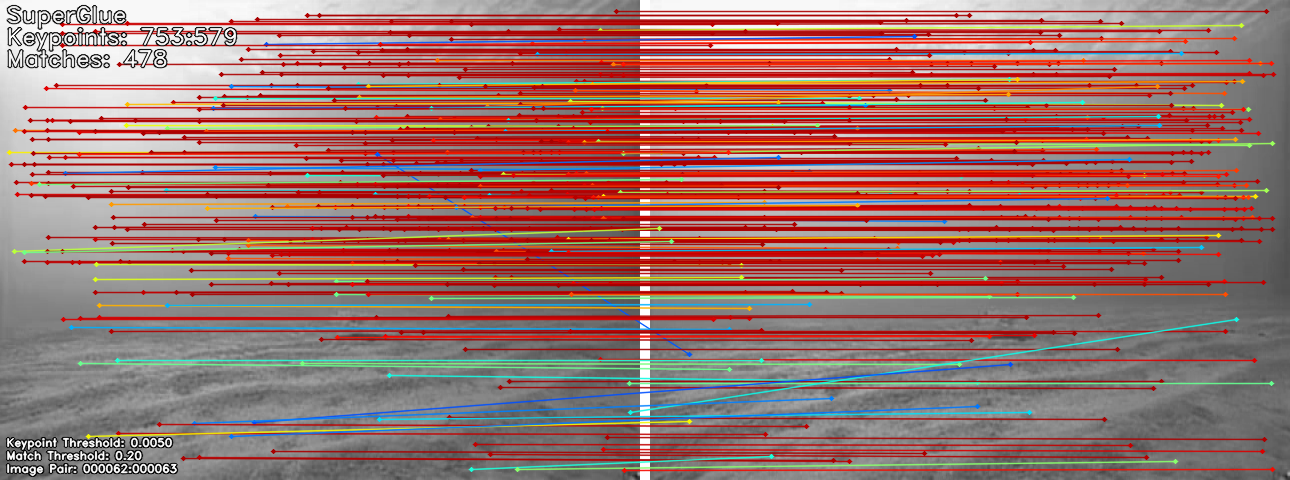 SuperGlue
Keypoints: 753:579
Matches: 478
Keypoint Threshold: 0.0050
Match Threshold: 0.20
Image Pair: 000062:000063